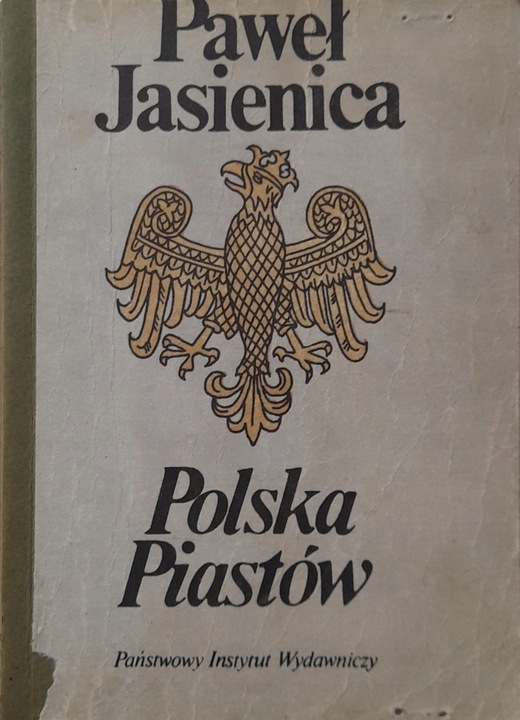 Paweł
Jasienica
Polska
Piastów
Państwowy Instytut Wydawniczy